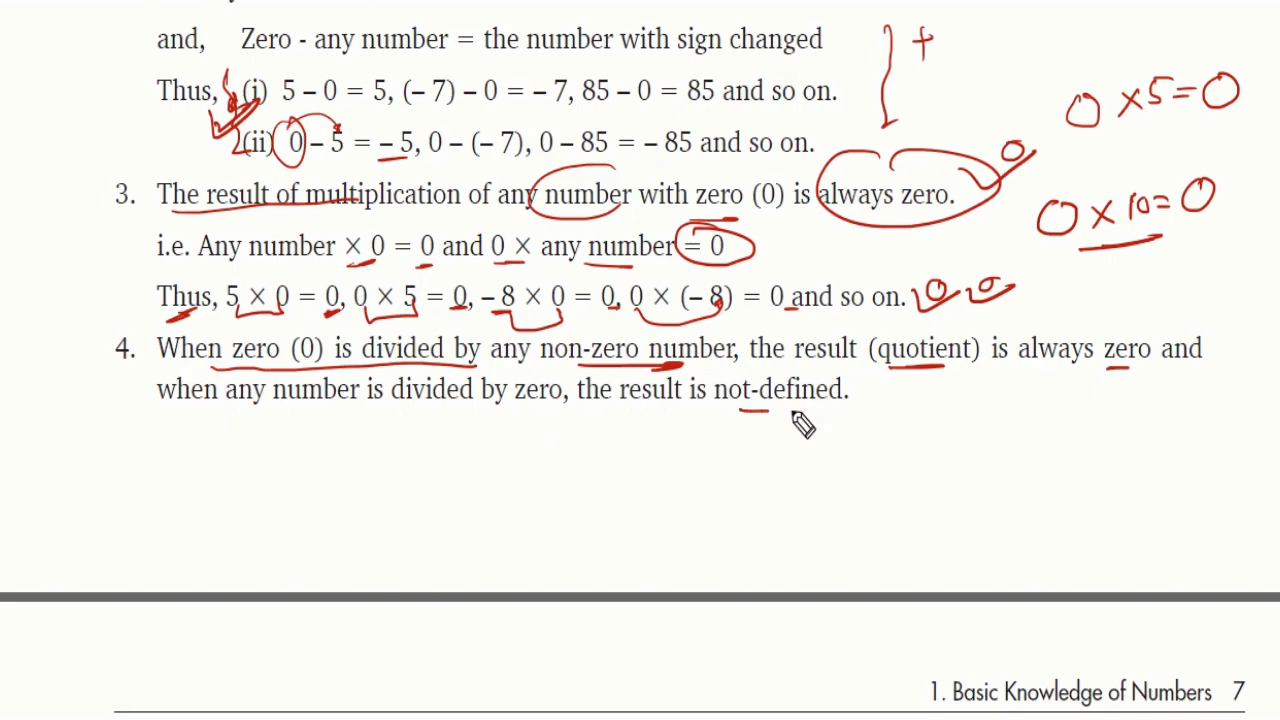 and, Zero - any number = the number with sign changed
Thus, (i) 5 – 0 = 5, (– 7) – 0 = – 7, 85 – 0 = 85 and so on.
(ii) 0 – 5 = – 5, 0 – (– 7), 0 – 85 = – 85 and so on.
3. The result of multiplication of any number with zero (0) is always zero.
i.e. Any number × 0 = 0 and 0 × any number = 0
Thus, 5 × 0 = 0, 0 × 5 = 0, – 8 × 0 = 0, 0 × (– 8) = 0 and so on.
4. When zero (0) is divided by any non-zero number, the result (quotient) is always zero and
when any number is divided by zero, the result is not-defined.
+
0 × 5 = 0
0
0 × 10 = 0
0 0
1. Basic Knowledge of Numbers 7